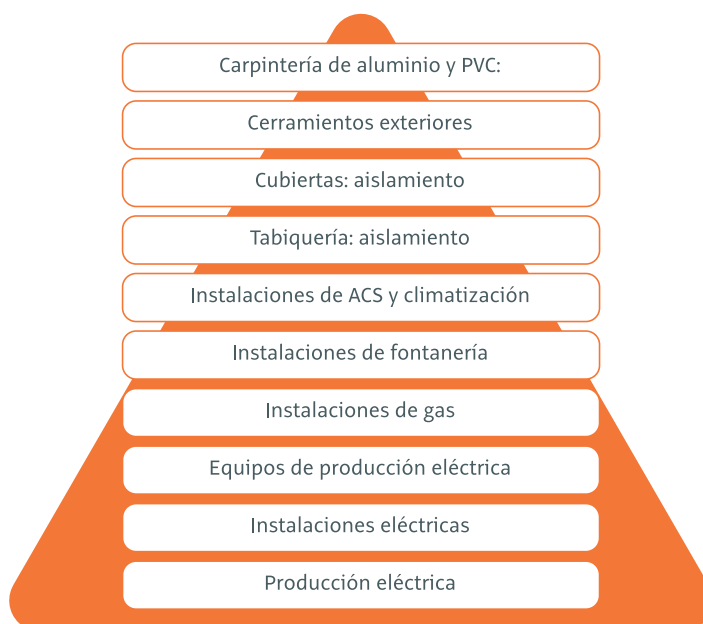 Carpintería de aluminio y PVC:
Cerramientos exteriores
Cubiertas: aislamiento
Tabiquería: aislamiento
Instalaciones de ACS y climatización
Instalaciones de fontanería
Instalaciones de gas
Equipos de producción eléctrica
Instalaciones eléctricas
Producción eléctrica